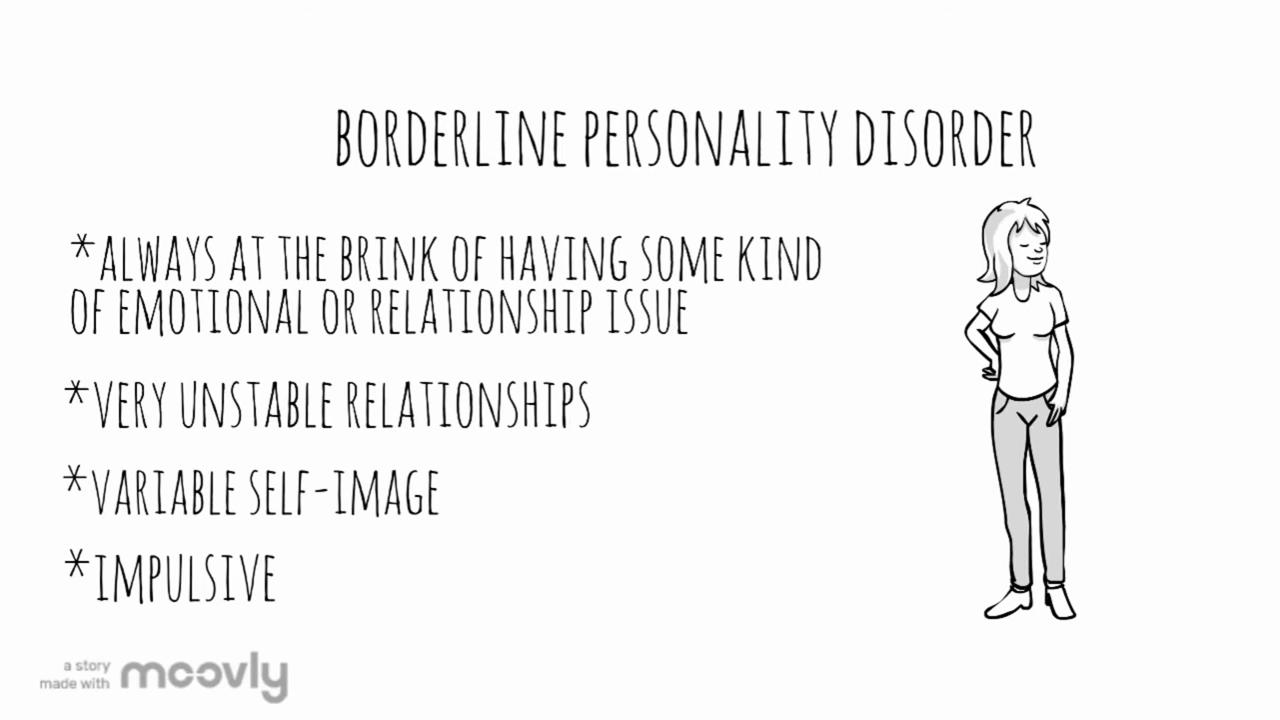 BORDERLINE PERSONALITY DISORDER
*ALWAYS AT THE BRINK OF HAVING SOME KIND
OF EMOTIONAL OR RELATIONSHIP ISSUE
*VERY UNSTABLE RELATIONSHIPS
*VARIABLE SELF-IMAGE
*IMPULSIVE
a story
made with moovly